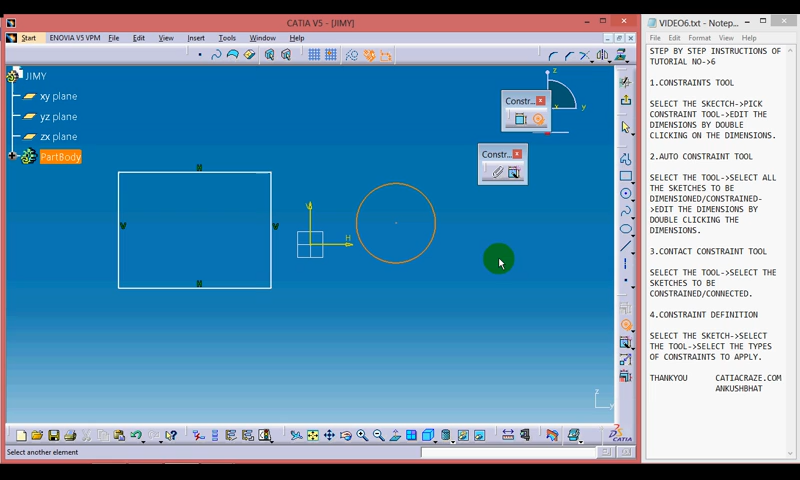 CATIA V5 - [JIMY]
Start ENOVIA V5 VPM File Edit View Insert Tools Window Help
JIMY
xy plane
yz plane
zx plane
PartBody
z
y
x
Constr...
Constr...
H
V
V
H
V
H
z
y
Select another element
CATIA
VIDEO6.txt - Notep...
File Edit Format View Help
STEP BY STEP INSTRUCTIONS OF
TUTORIAL NO->6
1.CONSTRAINTS TOOL
SELECT THE SKECTCH->PICK
CONSTRAINT TOOL->EDIT THE
DIMENSIONS BY DOUBLE
CLICKING ON THE DIMENSIONS.
2.AUTO CONSTRAINT TOOL
SELECT THE TOOL->SELECT ALL
THE SKETCHES TO BE
DIMENSIONED/CONSTRAINED-
>EDIT THE DIMENSIONS BY
DOUBLE CLICKING THE
DIMENSIONS.
3.CONTACT CONSTRAINT TOOL
SELECT THE TOOL->SELECT THE
SKETCHES TO BE
CONSTRAINED/CONNECTED.
4.CONSTRAINT DEFINITION
SELECT THE SKETCH->SELECT
THE TOOL->SELECT THE TYPES
OF CONSTRAINTS TO APPLY.
THANKYOU CATIACRAZE.COM
ANKUSHBHAT